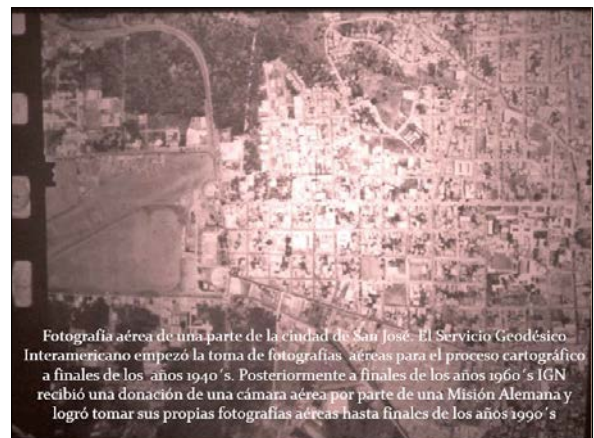 Fotografía aérea de una parte de la ciudad de San José. El Servicio Geodésico
Interamericano empezó la toma de fotografías aéreas para el proceso cartográfico
a finales de los años 1940´s. Posteriormente a finales de los años 1960´s IGN
recibió una donación de una cámara aérea por parte de una Misión Alemana y
logró tomar sus propias fotografías aéreas hasta finales de los años 1990´s